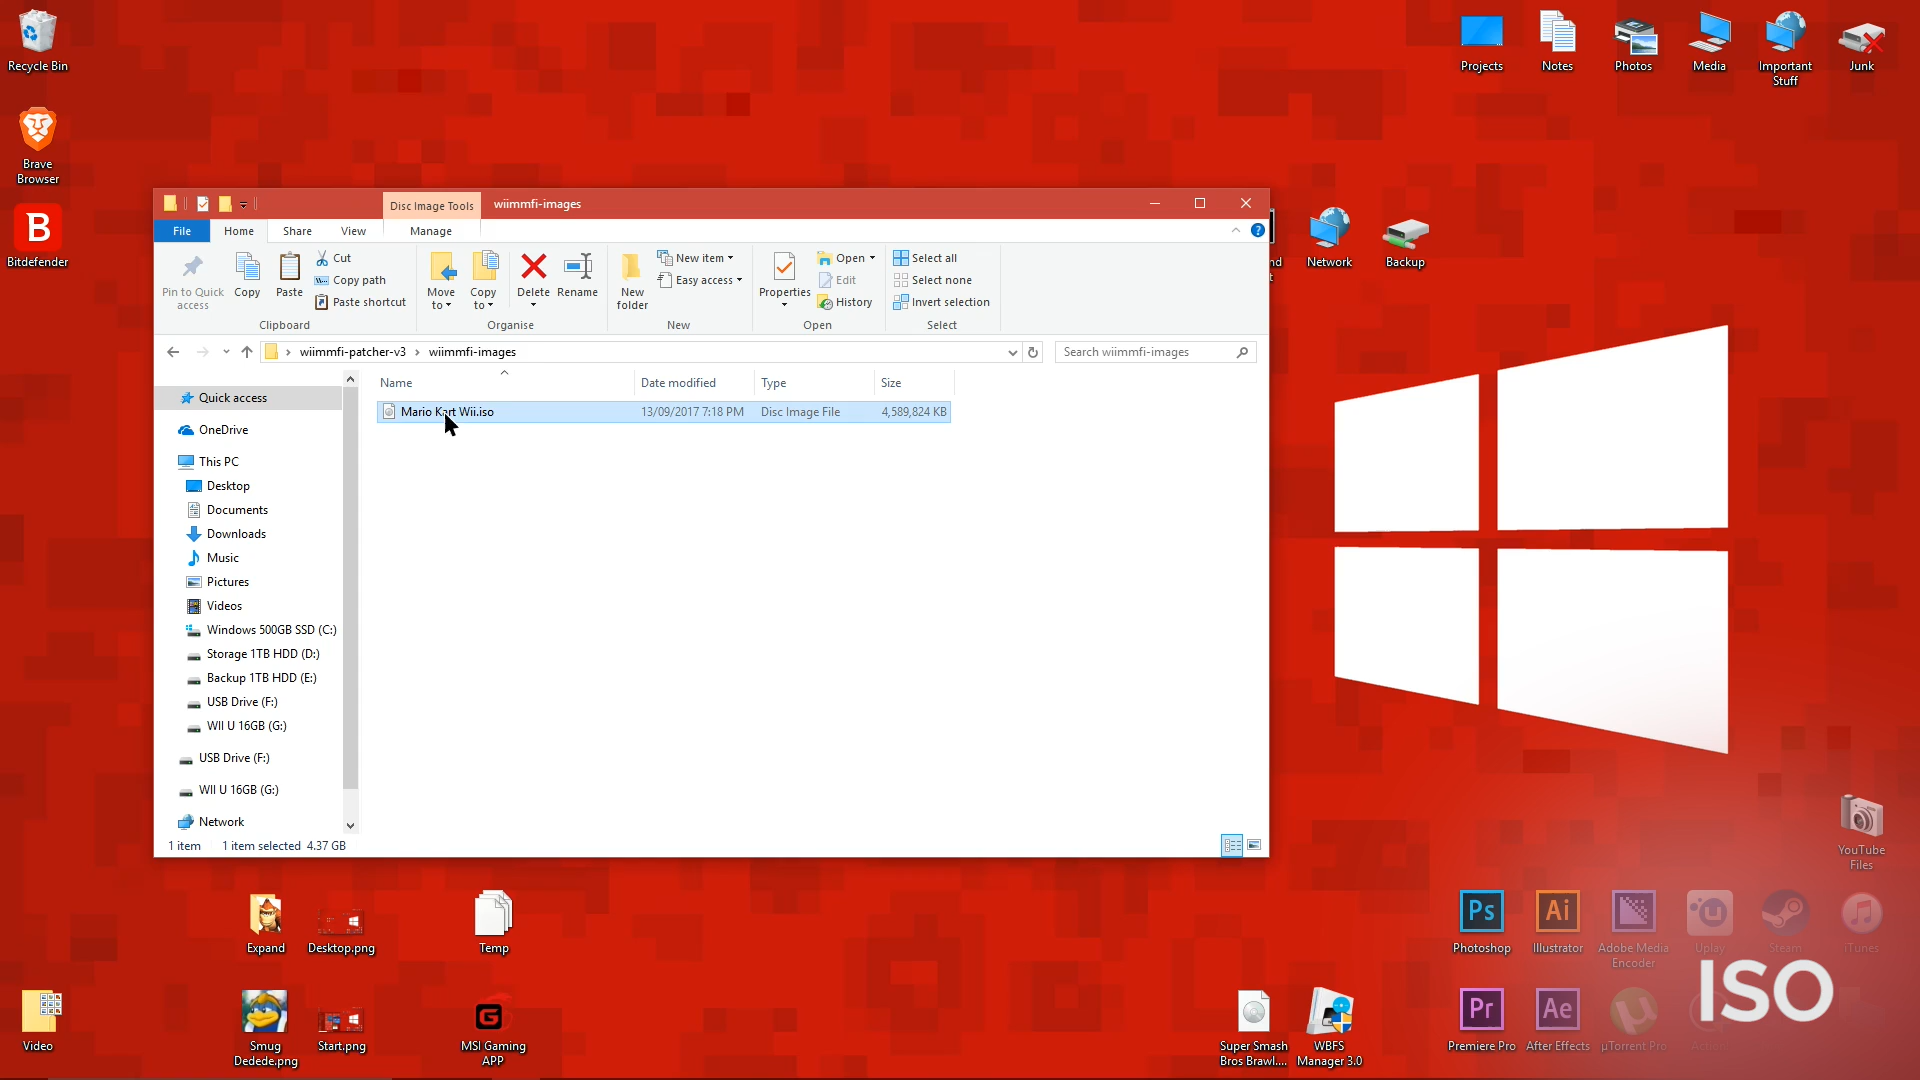 Recycle Bin
Projects
Notes
Photos
Media
Important
Stuff
Junk
Brave
Browser
B
Bitdefender
Disc Image Tools
wiimmfi-images
File
Home
Share
View
Manage
Pin to Quick
access
Copy
Paste
Cut
Copy path
Paste shortcut
Clipboard
Move
to
Copy
to
Delete
Rename
Organise
New
folder
New item
Easy access
New
Properties
Open
Edit
History
Open
Select all
Select none
Invert selection
Select
Network
Backup
wiimmfi-patcher-v3
wiimmfi-images
Search wiimmfi-images
Name
Date modified
Type
Size
Mario Kart Wii.iso
13/09/2017 7:18 PM
Disc Image File
4,589,824 KB
Quick access
OneDrive
This PC
Desktop
Documents
Downloads
Music
Pictures
Videos
Windows 500GB SSD (C:)
Storage 1TB HDD (D:)
Backup 1TB HDD (E:)
USB Drive (F:)
WII U 16GB (G:)
USB Drive (F:)
WII U 16GB (G:)
Network
1 item
1 item selected 4.37 GB
YouTube
Files
Expand
Desktop.png
Temp
Ps
Photoshop
Ai
Illustrator
Adobe Media
Encoder
Uplay
Steam
iTunes
ISO
Video
Smug
Dedede.png
Start.png
MSI Gaming
APP
Super Smash
Bros Brawl....
WBFS
Manager 3.0
Pr
Premiere Pro
Ae
After Effects
µTorrent Pro